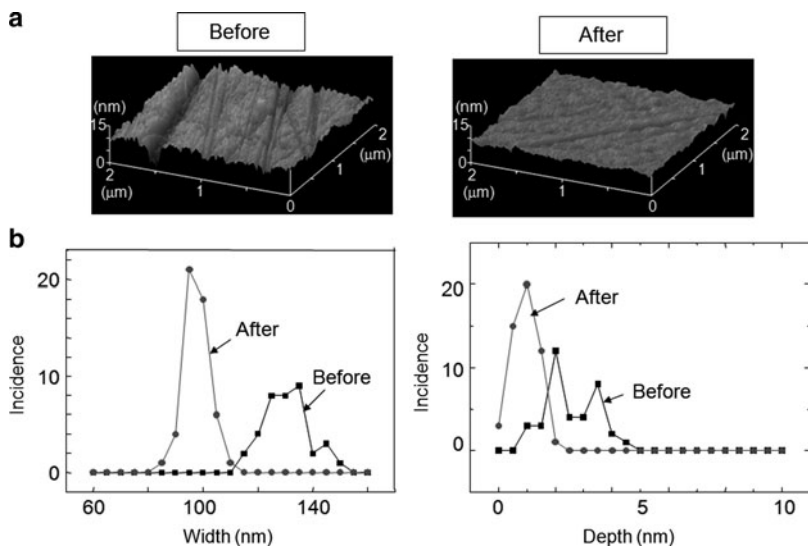 a
Before
After
(nm)
15
0
2
(μm)
1
0
1
2
(μm)
(nm)
15
0
2
(μm)
1
0
1
2
(μm)
b
20
10
0
Incidence
After
Before
60
100
140
Width (nm)
20
10
0
Incidence
After
Before
0
5
10
Depth (nm)